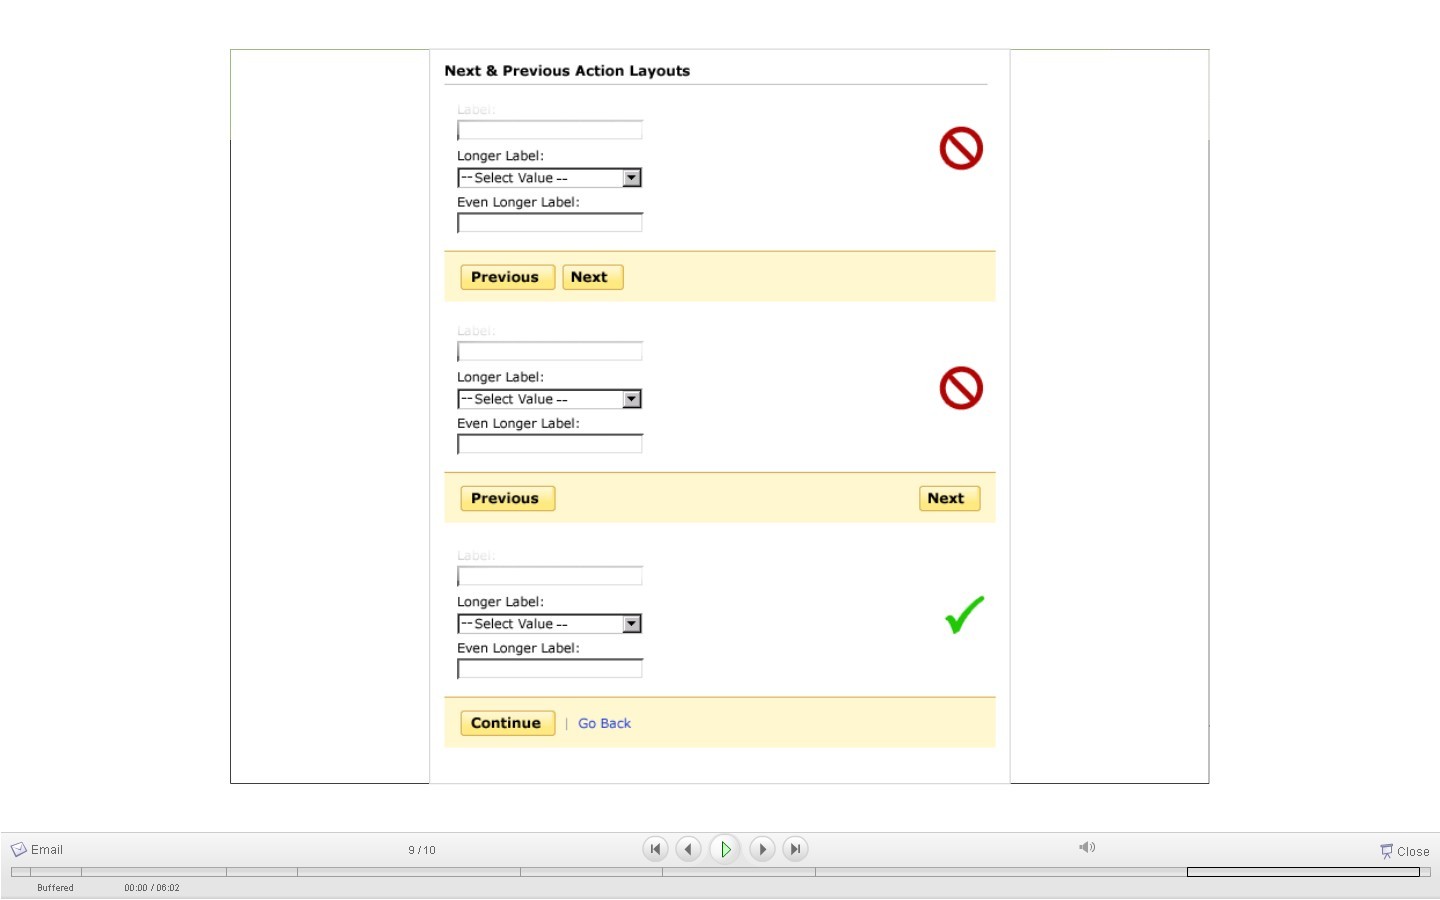 Next & Previous Action Layouts
Label:
Longer Label:
--Select Value --
Even Longer Label:
Previous Next
Label:
Longer Label:
--Select Value --
Even Longer Label:
Previous Next
Label:
Longer Label:
--Select Value --
Even Longer Label:
Continue | Go Back
Email 9/10 Close
Buffered 00:00 / 06:02